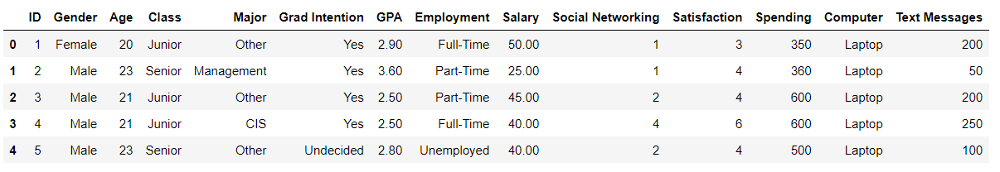 ID Gender Age Class Major Grad Intention GPA Employment Salary Social Networking Satisfaction Spending Computer Text Messages
0 1 Female 20 Junior Other Yes 2.90 Full-Time 50.00 1 3 350 Laptop 200
1 2 Male 23 Senior Management Yes 3.60 Part-Time 25.00 1 4 360 Laptop 50
2 3 Male 21 Junior Other Yes 2.50 Part-Time 45.00 2 4 600 Laptop 200
3 4 Male 21 Junior CIS Yes 2.50 Full-Time 40.00 4 6 600 Laptop 250
4 5 Male 23 Senior Other Undecided 2.80 Unemployed 40.00 2 4 500 Laptop 100